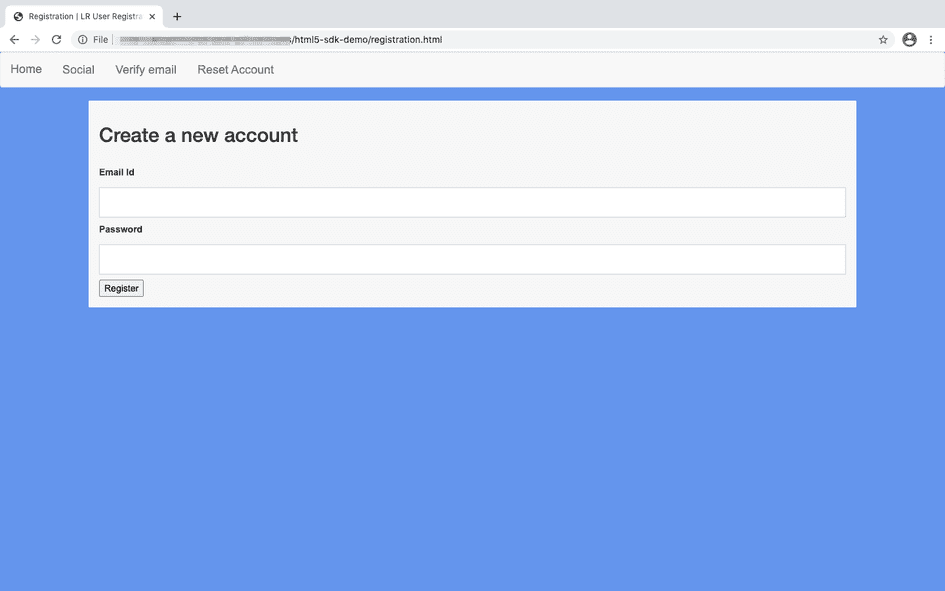 Registration | LR User Registra
File
/html5-sdk-demo/registration.html
Home Social Verify email Reset Account
Create a new account
Email Id
Password
Register